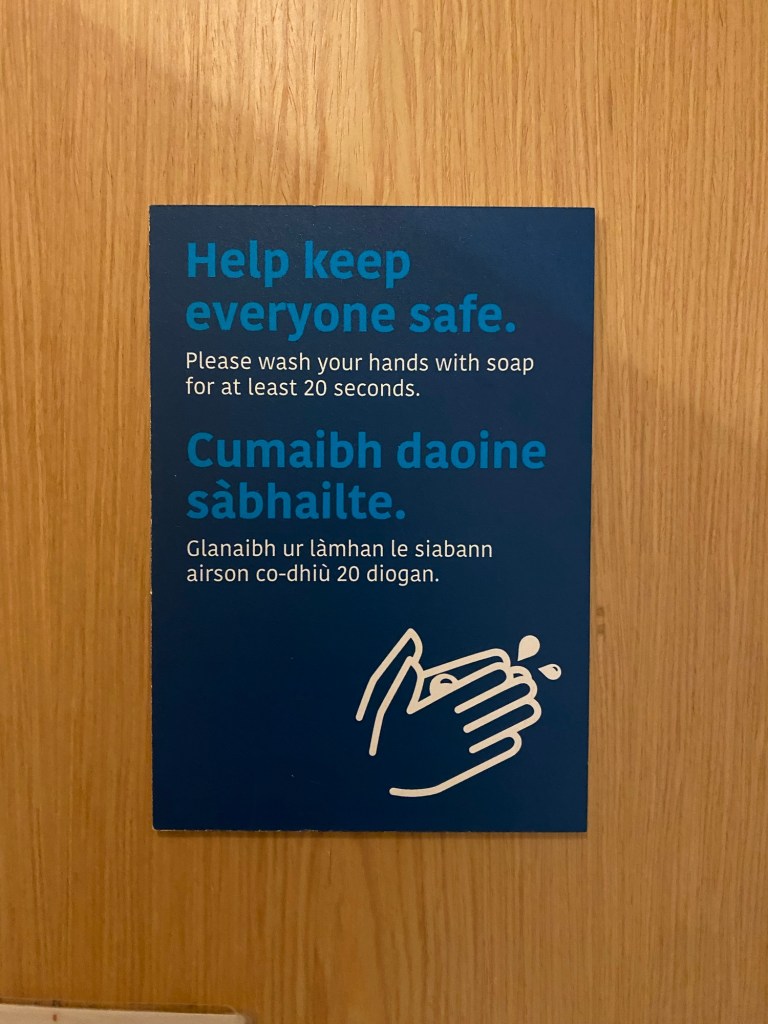 Help keep
everyone safe.
Please wash your hands with soap
for at least 20 seconds.
Cumaibh daoine
sàbhailte.
Glanaibh ur làmhan le siabann
airson co-dhiù 20 diogan.